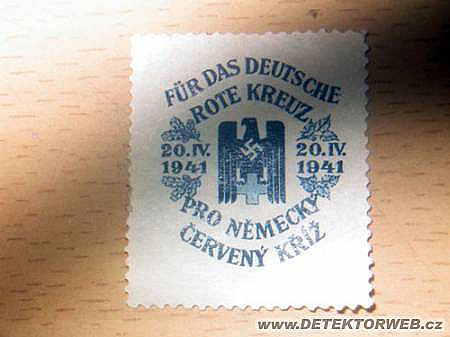 FÜR DAS DEUTSCHE
ROTE KREUZ
20.IV. 20.IV.
1941 1941
PRO NĚMECKÝ
ČERVENÝ KŘÍŽ
www.DETEKTORWEB.cz